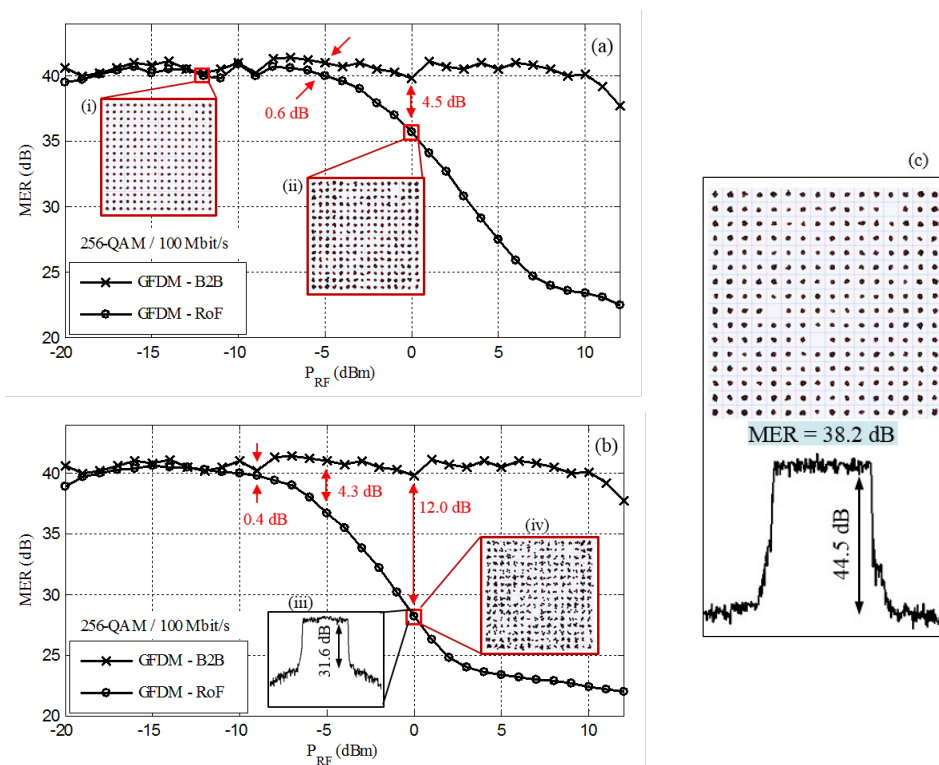 (a)
40
35
30
25
20
MER (dB)
(i)
0.6 dB
4.5 dB
(ii)
256-QAM / 100 Mbit/s
GFDM - B2B
GFDM - RoF
-20 -15 -10 -5 0 5 10
P_RF (dBm)
(b)
40
35
30
25
20
MER (dB)
0.4 dB
4.3 dB
12.0 dB
(iv)
(iii)
31.6 dB
256-QAM / 100 Mbit/s
GFDM - B2B
GFDM - RoF
-20 -15 -10 -5 0 5 10
P_RF (dBm)
(c)
MER = 38.2 dB
44.5 dB